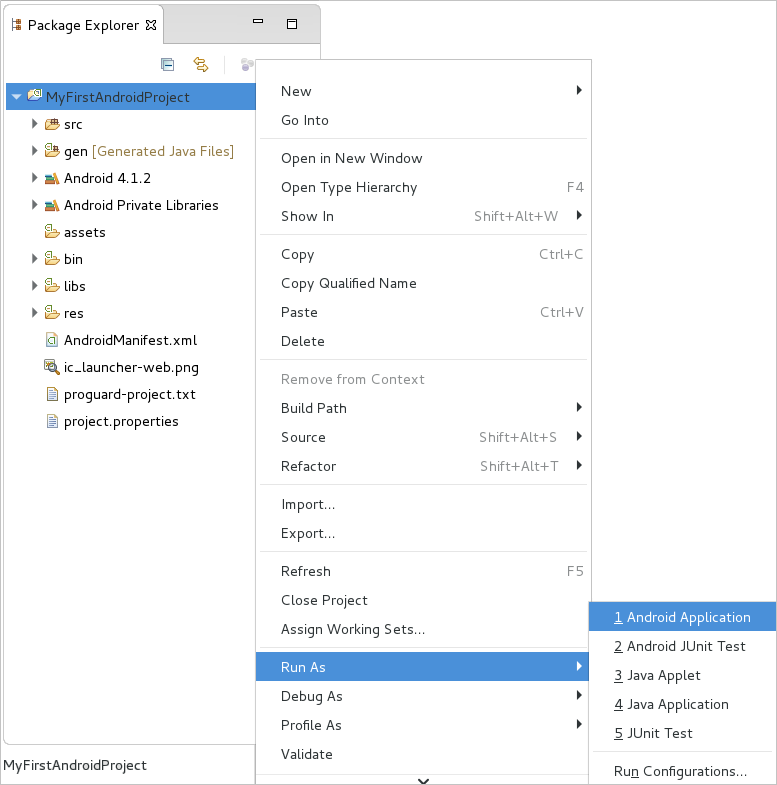 Package Explorer
MyFirstAndroidProject
src
gen [Generated Java Files]
Android 4.1.2
Android Private Libraries
assets
bin
libs
res
AndroidManifest.xml
ic_launcher-web.png
proguard-project.txt
project.properties
MyFirstAndroidProject
New
Go Into
Open in New Window
Open Type Hierarchy F4
Show In Shift+Alt+W
Copy Ctrl+C
Copy Qualified Name
Paste Ctrl+V
Delete
Remove from Context
Build Path
Source Shift+Alt+S
Refactor Shift+Alt+T
Import...
Export...
Refresh F5
Close Project
Assign Working Sets...
Run As
Debug As
Profile As
Validate
1 Android Application
2 Android JUnit Test
3 Java Applet
4 Java Application
5 JUnit Test
Run Configurations...